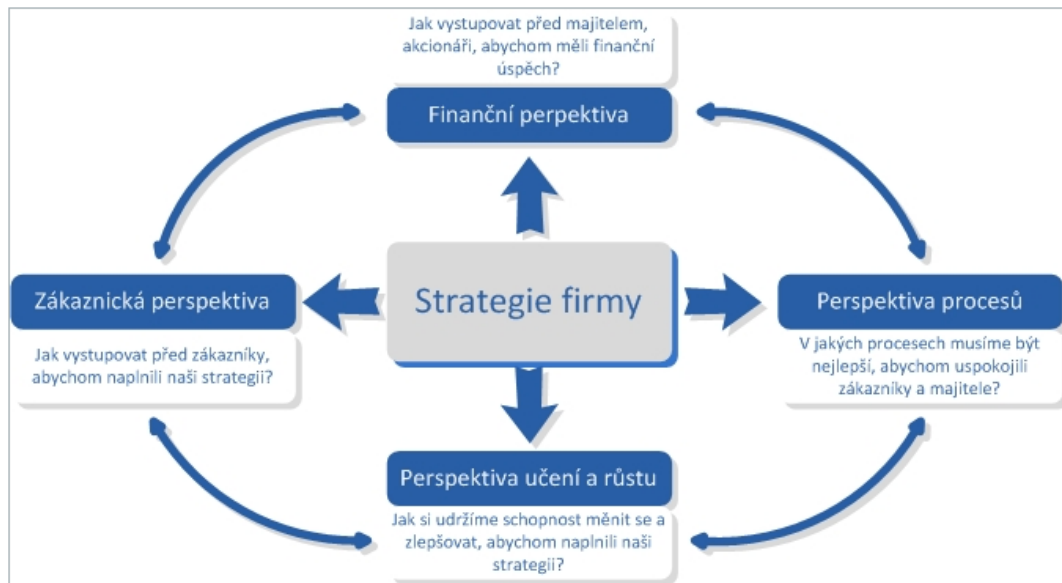 Jak vystupovat před majitelem,
akcionáři, abychom měli finanční
úspěch?
Finanční perpektiva
Zákaznická perspektiva
Jak vystupovat před zákazníky,
abychom naplnili naši strategii?
Strategie firmy
Perspektiva procesů
V jakých procesech musíme být
nejlepší, abychom uspokojili
zákazníky a majitele?
Perspektiva učení a růstu
Jak si udržíme schopnost měnit se a
zlepšovat, abychom naplnili naši
strategii?